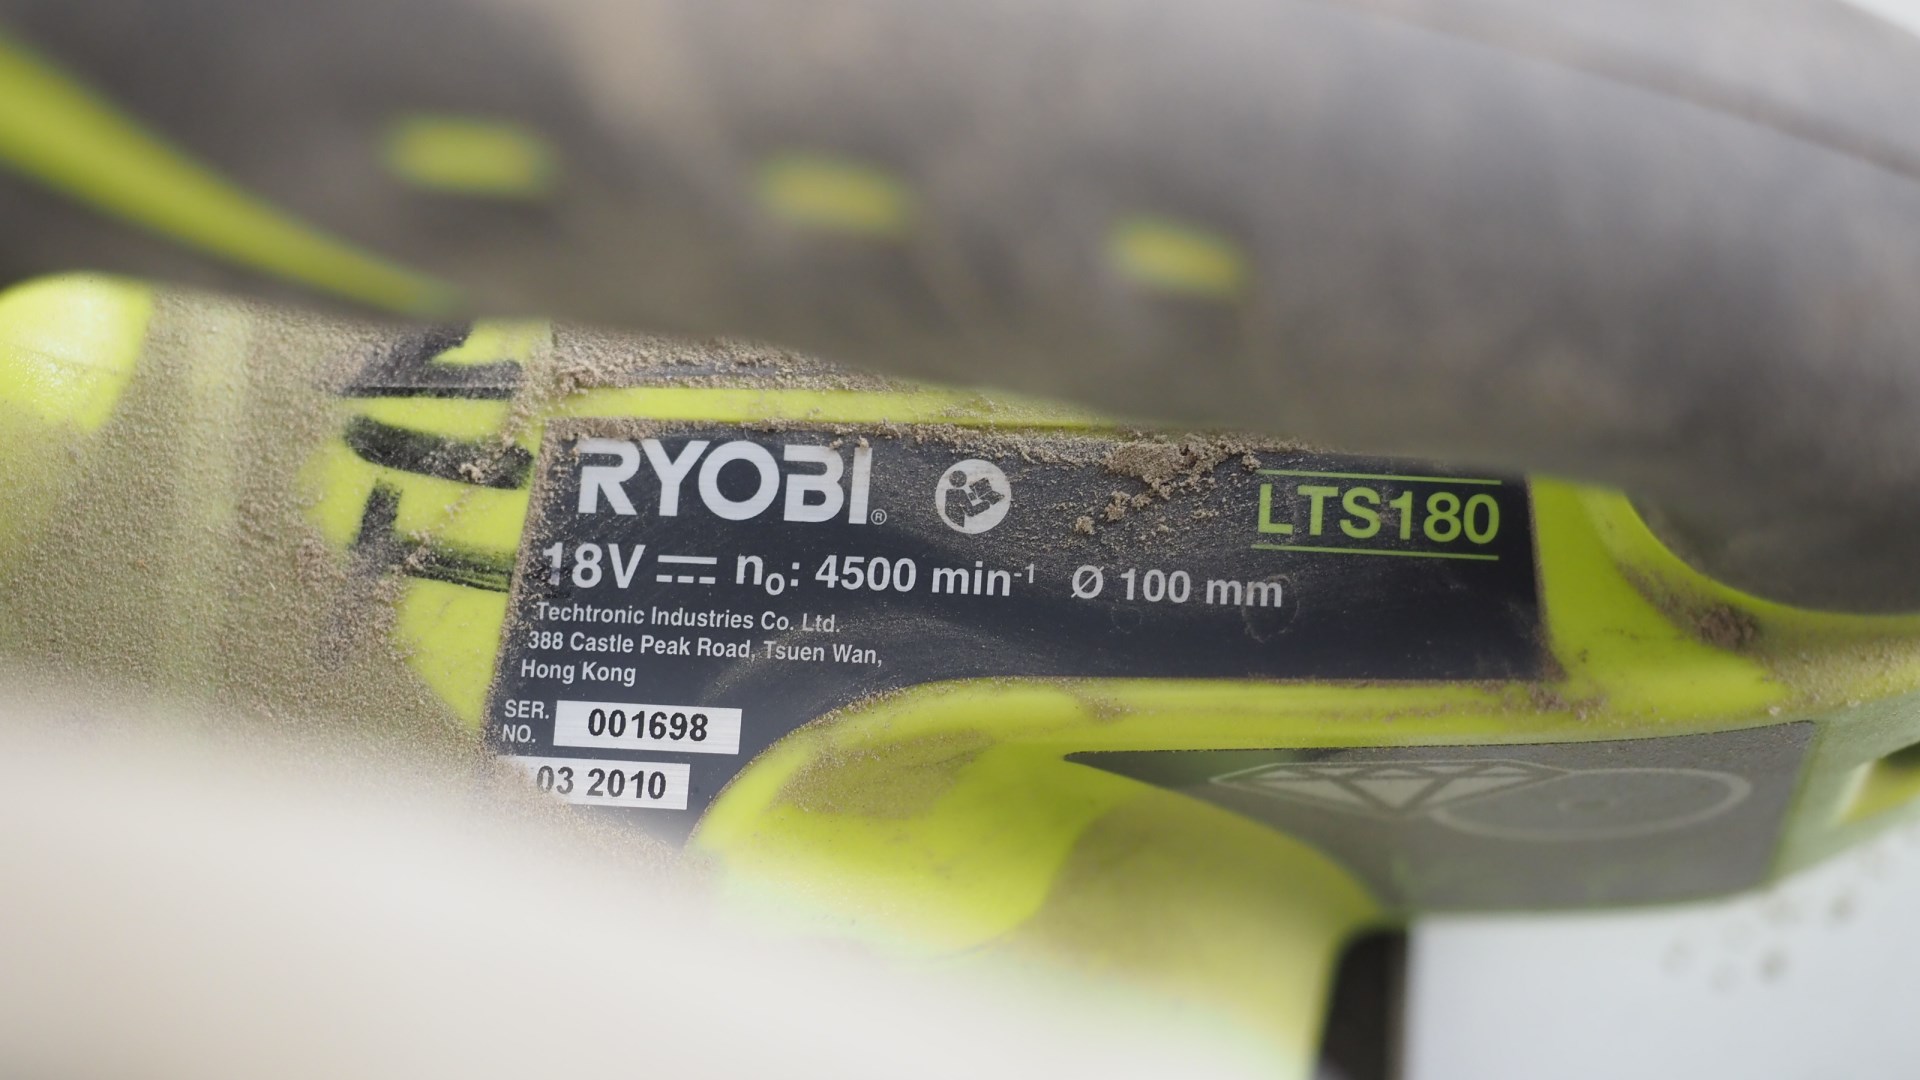 RYOBI®
LTS180
18V n₀: 4500 min⁻¹ Ø 100 mm
Techtronic Industries Co. Ltd.
388 Castle Peak Road, Tsuen Wan,
Hong Kong
SER. NO. 001698
03 2010